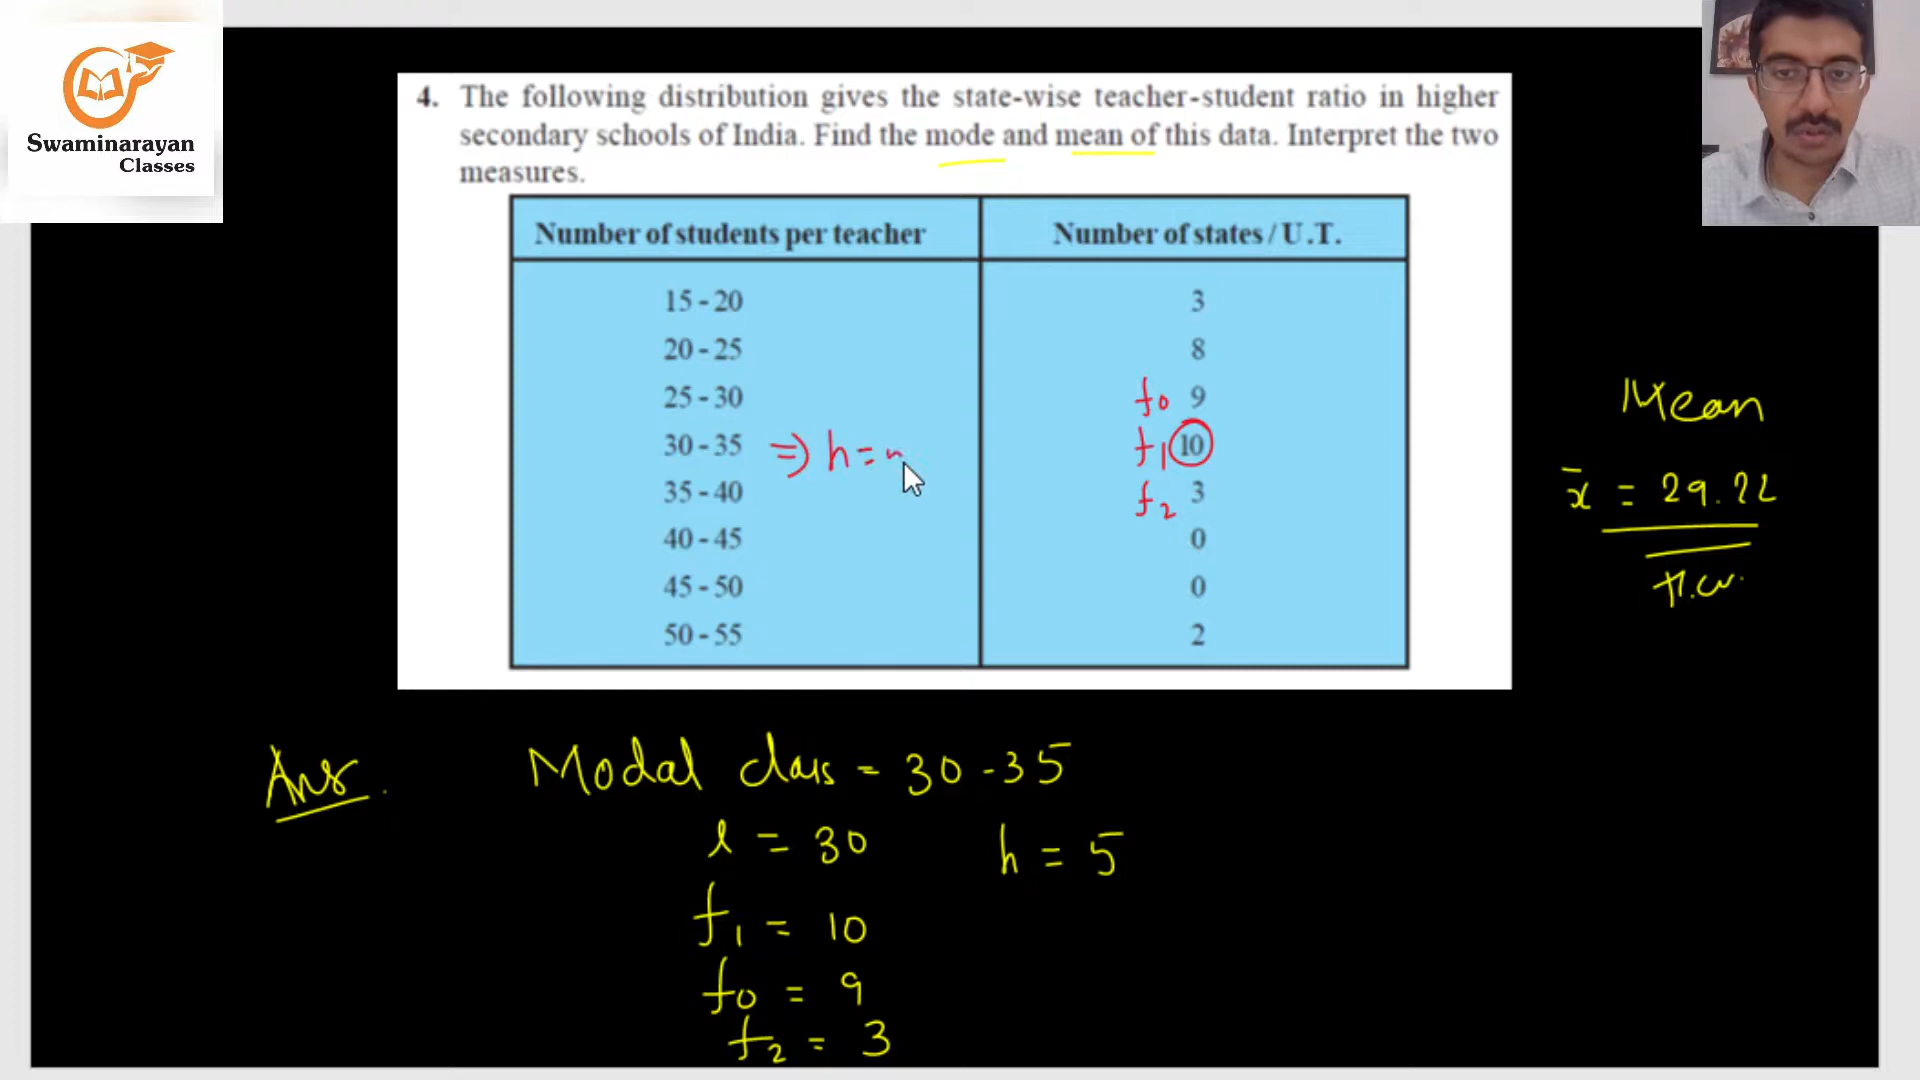 Swaminarayan
Classes
4. The following distribution gives the state-wise teacher-student ratio in higher
secondary schools of India. Find the mode and mean of this data. Interpret the two
measures.
Number of students per teacher Number of states / U.T.
15 - 20 3
20 - 25 8
25 - 30 f0 9
30 - 35 ⇒ h = f1 10
35 - 40 f2 3
40 - 45 0
45 - 50 0
50 - 55 2
Mean
x̄ = 29.22
H.W.
Ans. Modal class = 30 - 35
l = 30 h = 5
f1 = 10
f0 = 9
f2 = 3